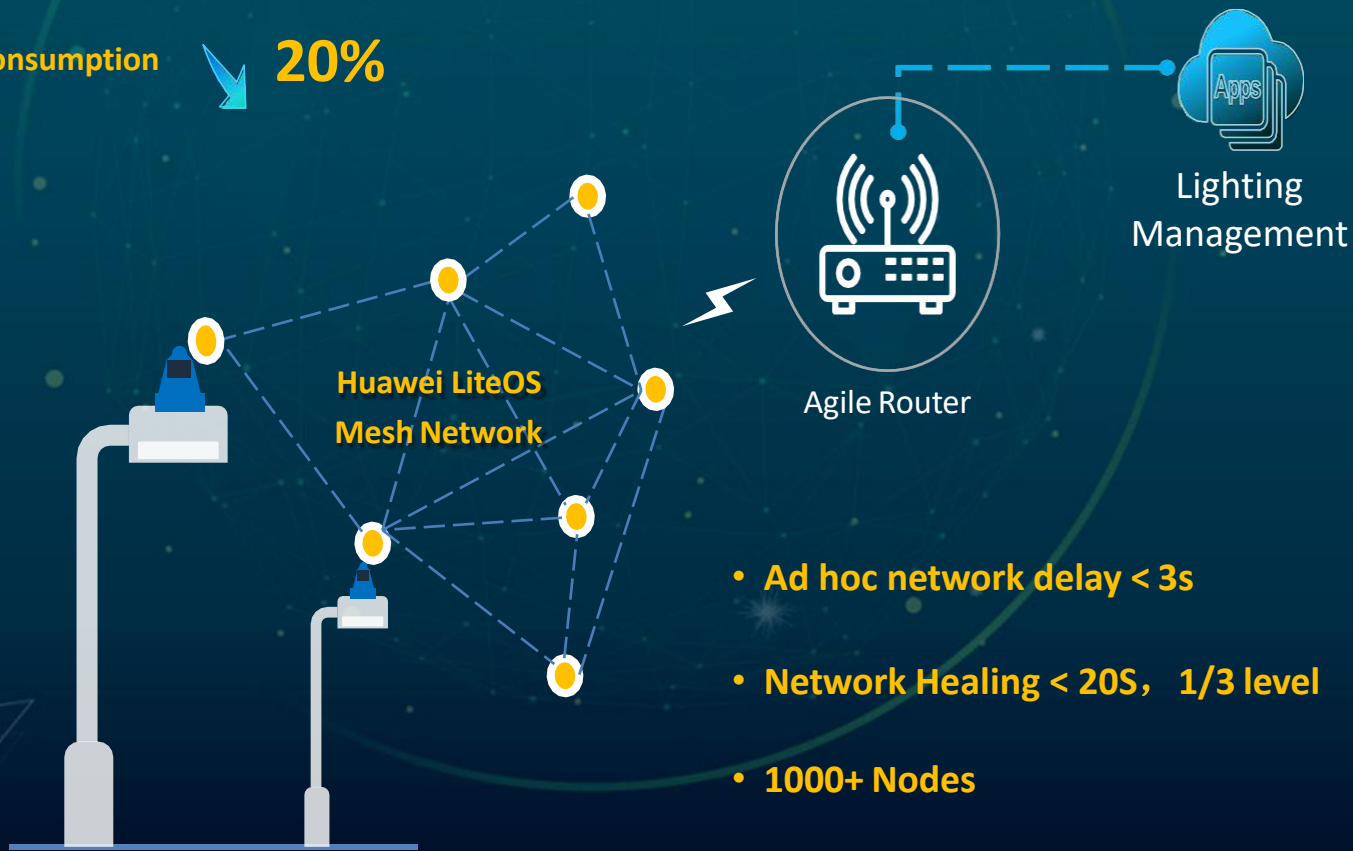 onsumption
20%
Apps
Lighting
Management
Huawei LiteOS
Mesh Network
Agile Router
• Ad hoc network delay < 3s
• Network Healing < 20S， 1/3 level
• 1000+ Nodes